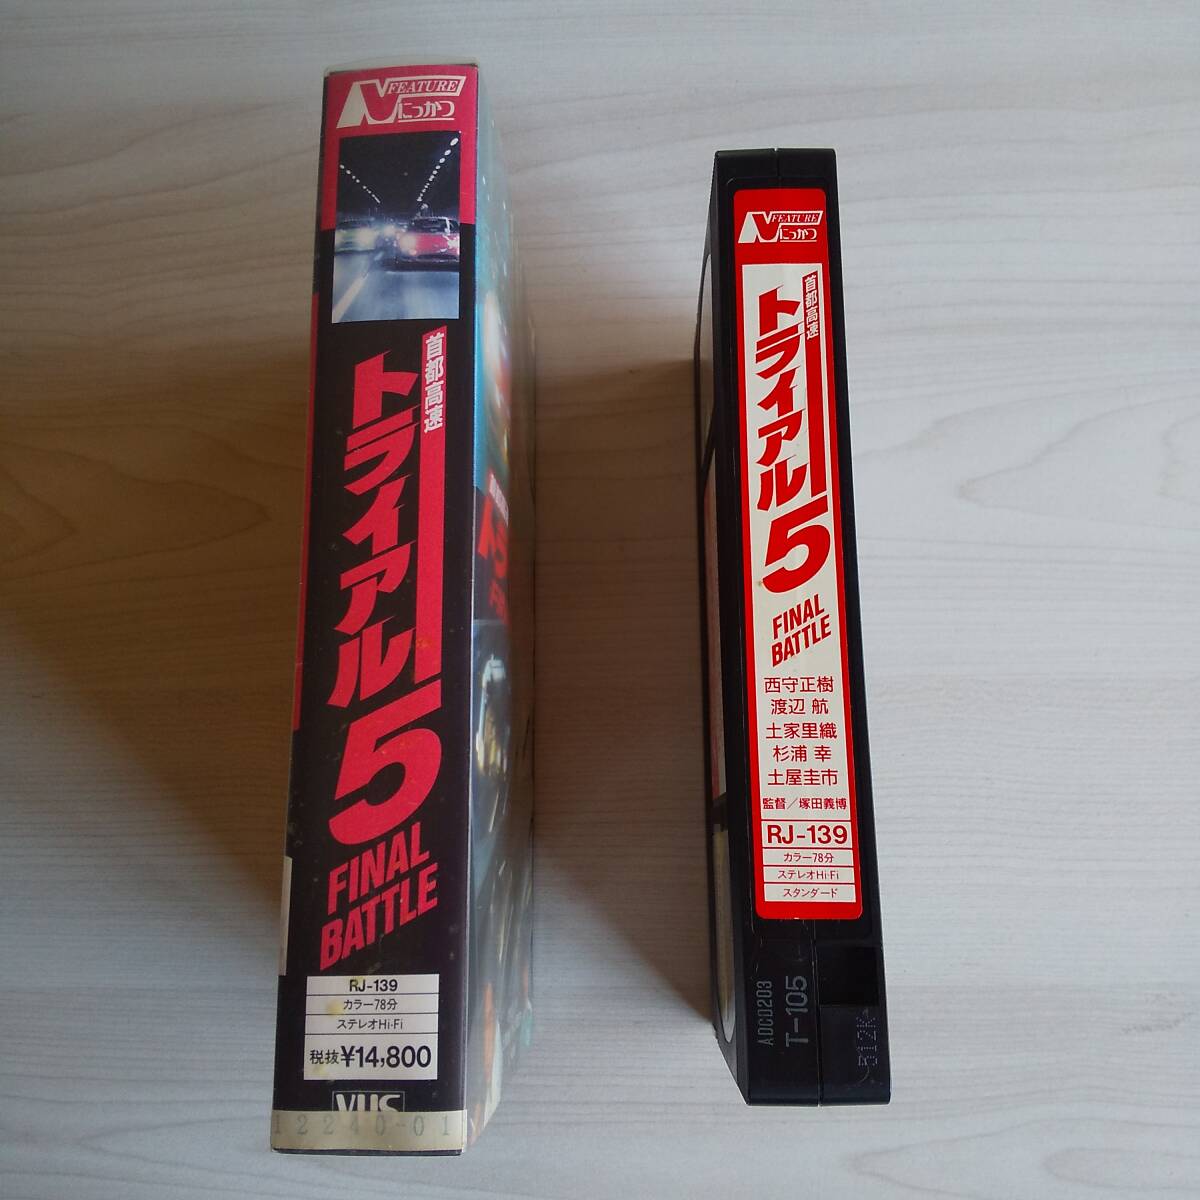 FEATURE
にっかつ
首都高速
トライアル
5
FINAL
BATTLE
RJ-139
カラー78分
ステレオHi-Fi
税抜¥14,800
VHS
12240-01
FEATURE
にっかつ
首都高速
トライアル
5
FINAL
BATTLE
西守正樹
渡辺 航
土家里織
杉浦 幸
土屋圭市
監督/塚田義博
RJ-139
カラー78分
ステレオHi-Fi
スタンダード
ADCD203
T-105